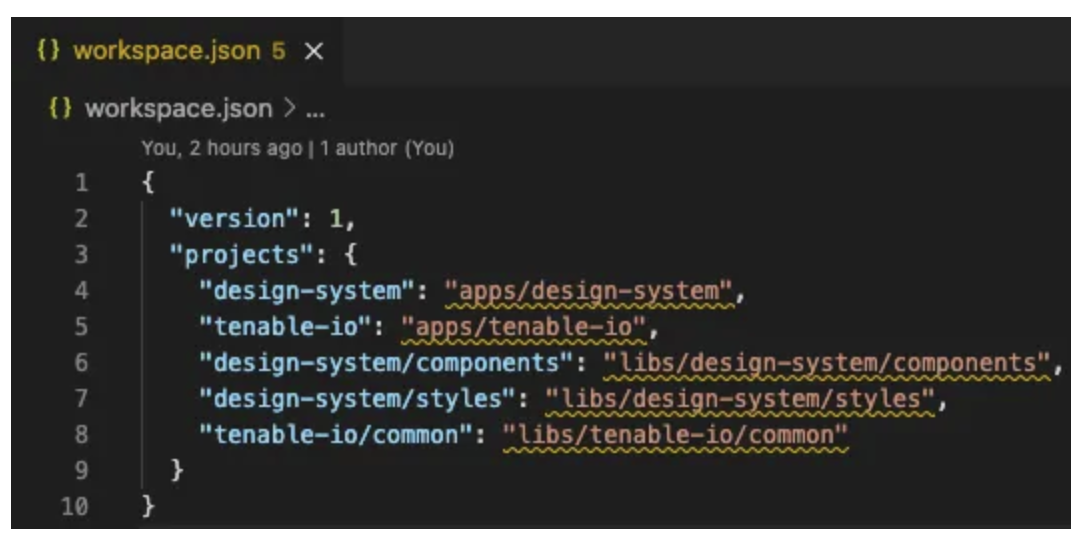 {} workspace.json 5 ×
{} workspace.json > ...
You, 2 hours ago | 1 author (You)
1 {
2 "version": 1,
3 "projects": {
4 "design-system": "apps/design-system",
5 "tenable-io": "apps/tenable-io",
6 "design-system/components": "libs/design-system/components",
7 "design-system/styles": "libs/design-system/styles",
8 "tenable-io/common": "libs/tenable-io/common"
9 }
10 }